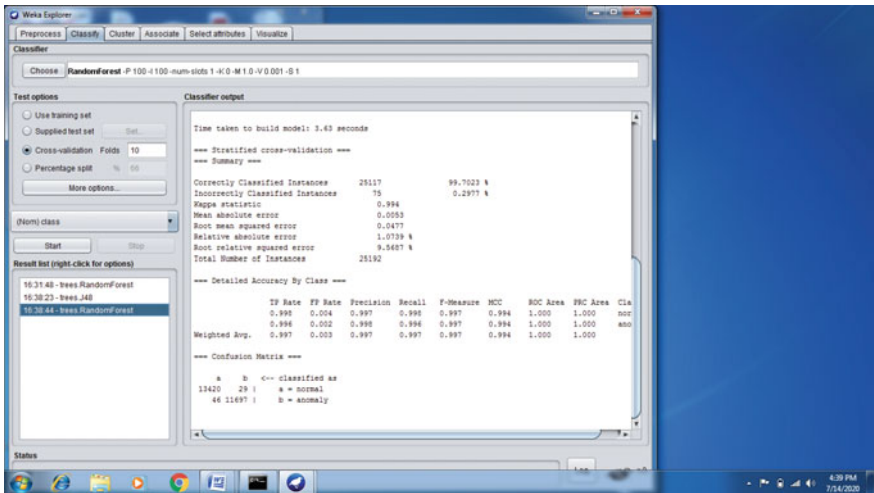 Weka Explorer
Preprocess Classify Cluster Associate Select attributes Visualize
Classifier
Choose RandomForest -P 100 -I 100 -num-slots 1 -K 0 -M 1.0 -V 0.001 -S 1
Test options
Use training set
Supplied test set Set...
Cross-validation Folds 10
Percentage split % 66
More options...
(Nom) class
Start Stop
Result list (right-click for options)
16:31:48 - trees.RandomForest
16:38:23 - trees.J48
16:38:44 - trees.RandomForest
Classifier output
Time taken to build model: 3.63 seconds
=== Stratified cross-validation ===
=== Summary ===
Correctly Classified Instances 25117 99.7023 %
Incorrectly Classified Instances 75 0.2977 %
Kappa statistic 0.994
Mean absolute error 0.0053
Root mean squared error 0.0477
Relative absolute error 1.0739 %
Root relative squared error 9.5687 %
Total Number of Instances 25192
=== Detailed Accuracy By Class ===
TP Rate FP Rate Precision Recall F-Measure MCC ROC Area PRC Area Cla
0.998 0.004 0.997 0.998 0.997 0.994 1.000 1.000 nor
0.996 0.002 0.998 0.996 0.997 0.994 1.000 1.000 ano
Weighted Avg. 0.997 0.003 0.997 0.997 0.997 0.994 1.000 1.000
=== Confusion Matrix ===
a b <-- classified as
13420 29 | a = normal
46 11697 | b = anomaly
Status
4:39 PM
7/14/2020